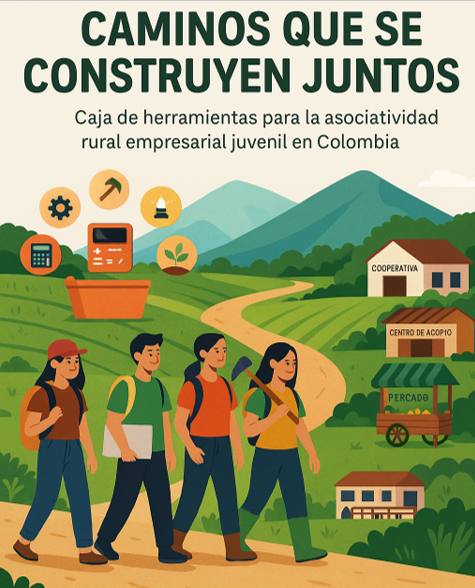 CAMINOS QUE SE
CONSTRUYEN JUNTOS
Caja de herramientas para la asociatividad
rural empresarial juvenil en Colombia
COOPERATIVA
CENTRO DE ACOPIO
PERCADO